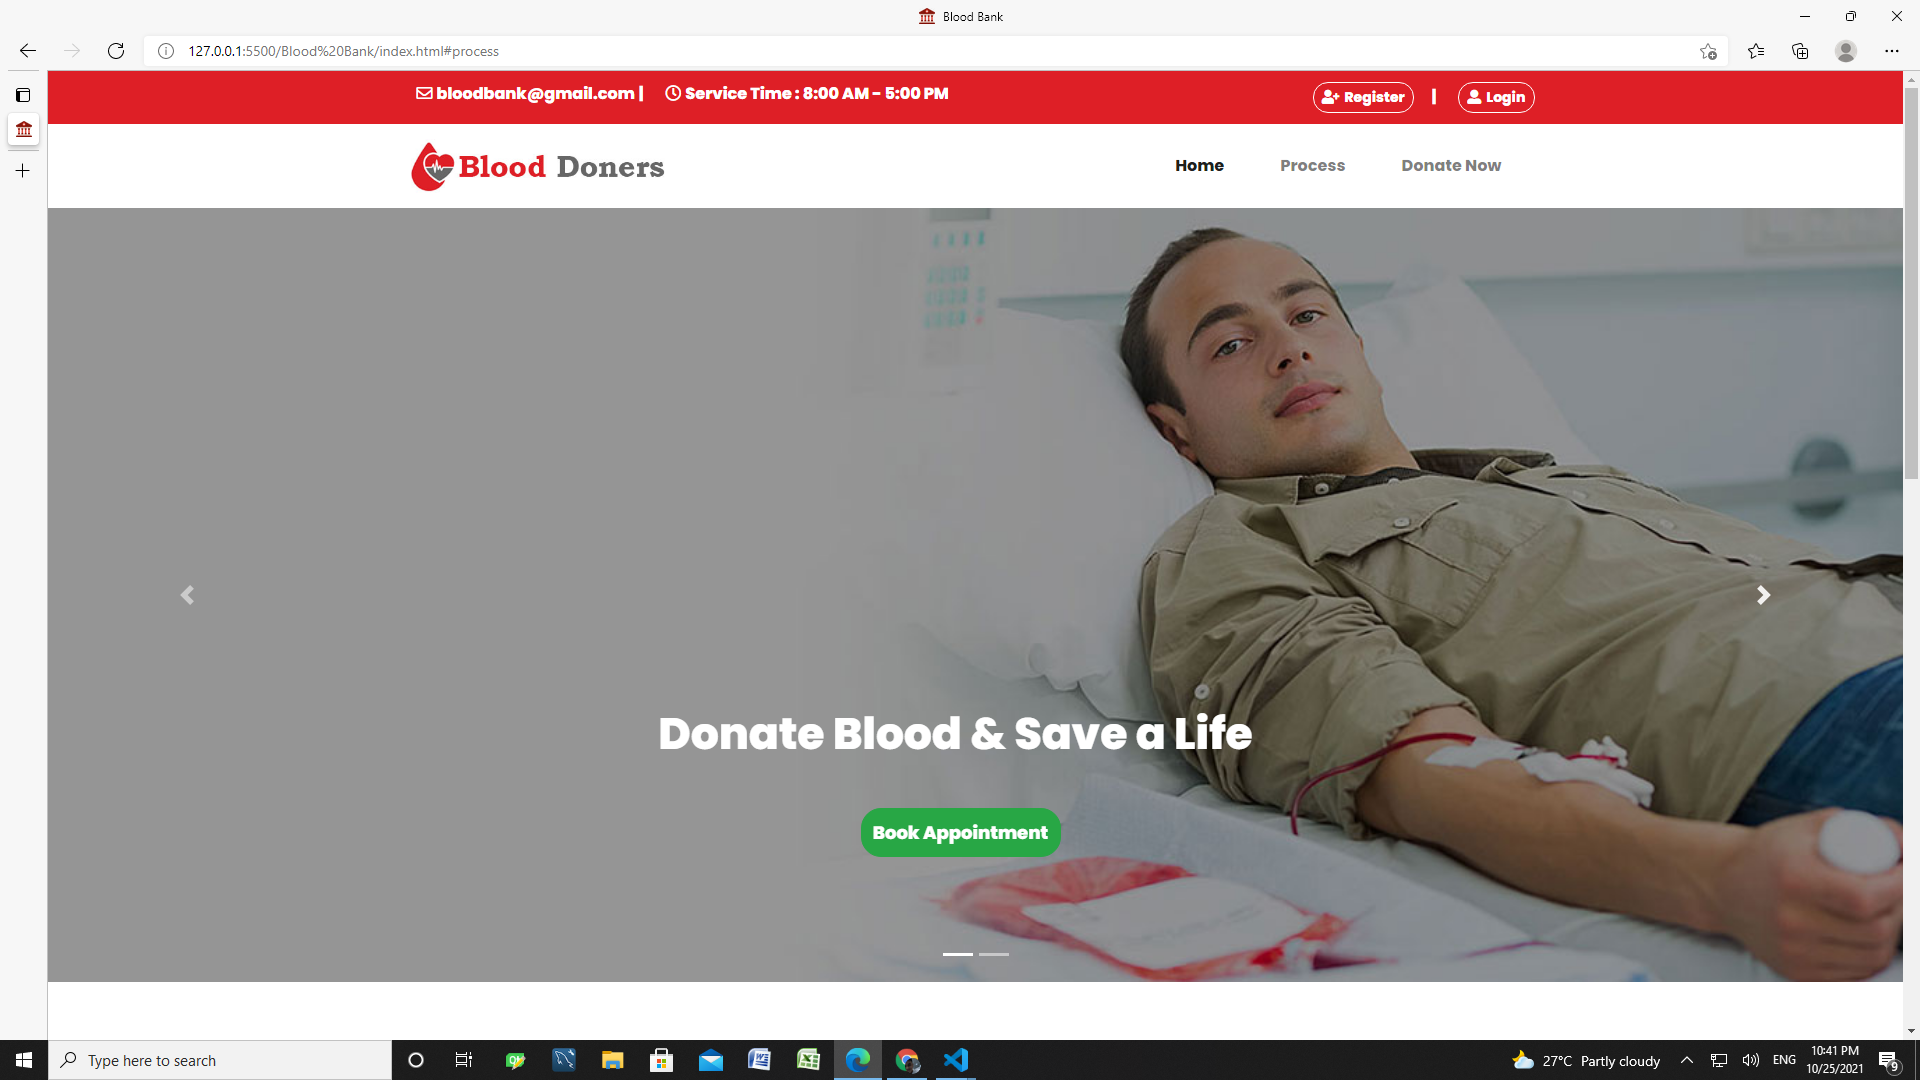 Blood Bank
127.0.0.1:5500/Blood%20Bank/index.html#process
bloodbank@gmail.com | Service Time : 8:00 AM - 5:00 PM
Register | Login
Blood Doners
Home Process Donate Now
Donate Blood & Save a Life
Book Appointment
Type here to search
27°C Partly cloudy
ENG
10:41 PM
10/25/2021
9